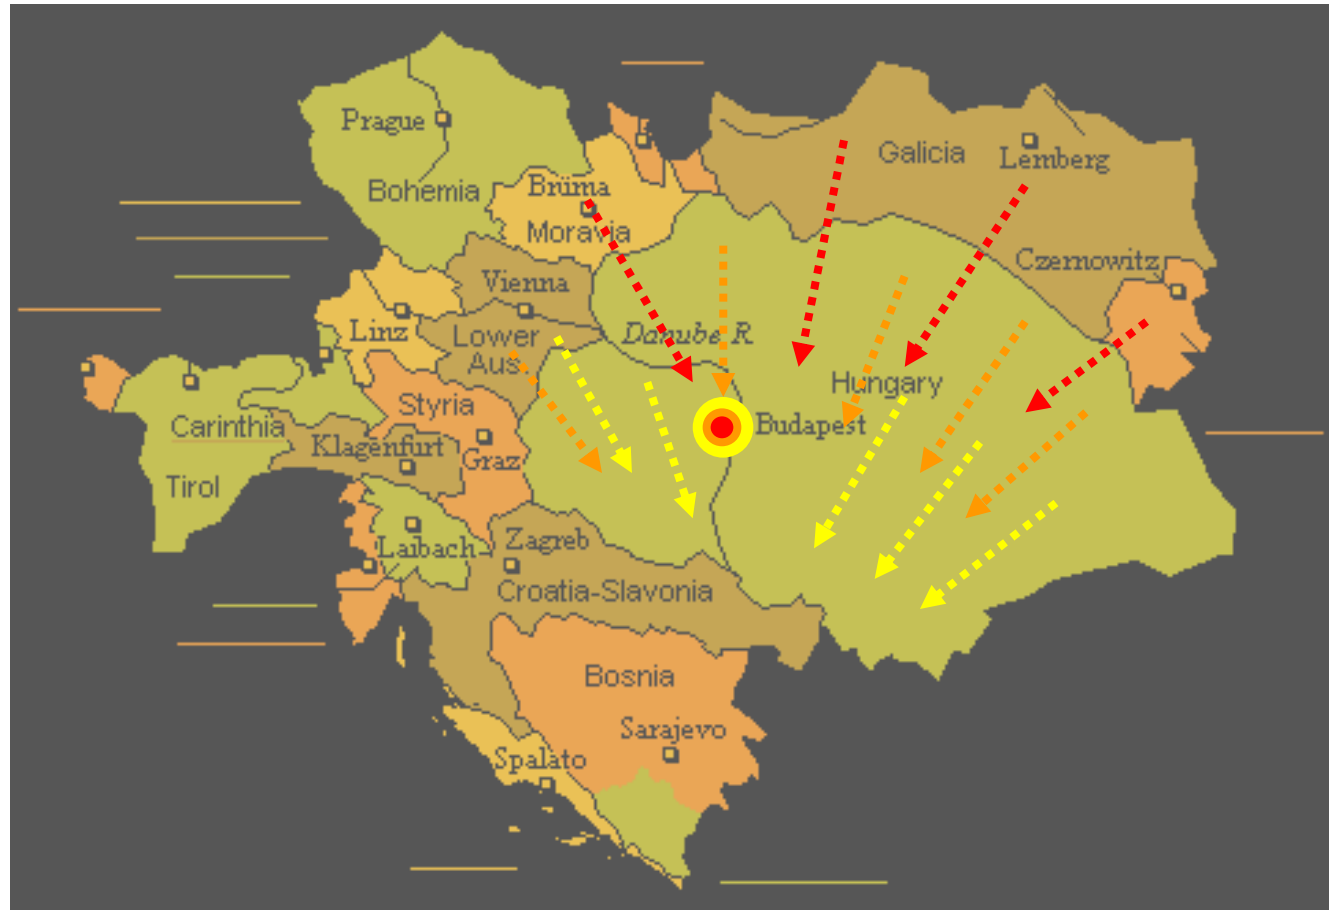 Prague
Bohemia
Galicia
Lemberg
Bruma
Moravia
Czernowitz
Vienna
Danube R
Linz
Lower
Aus.
Hungary
Styria
Carinthia
Budapest
Klagenfurt
Graz
Tirol
Laibach
Zagreb
Croatia-Slavonia
Bosnia
Sarajevo
Spalato